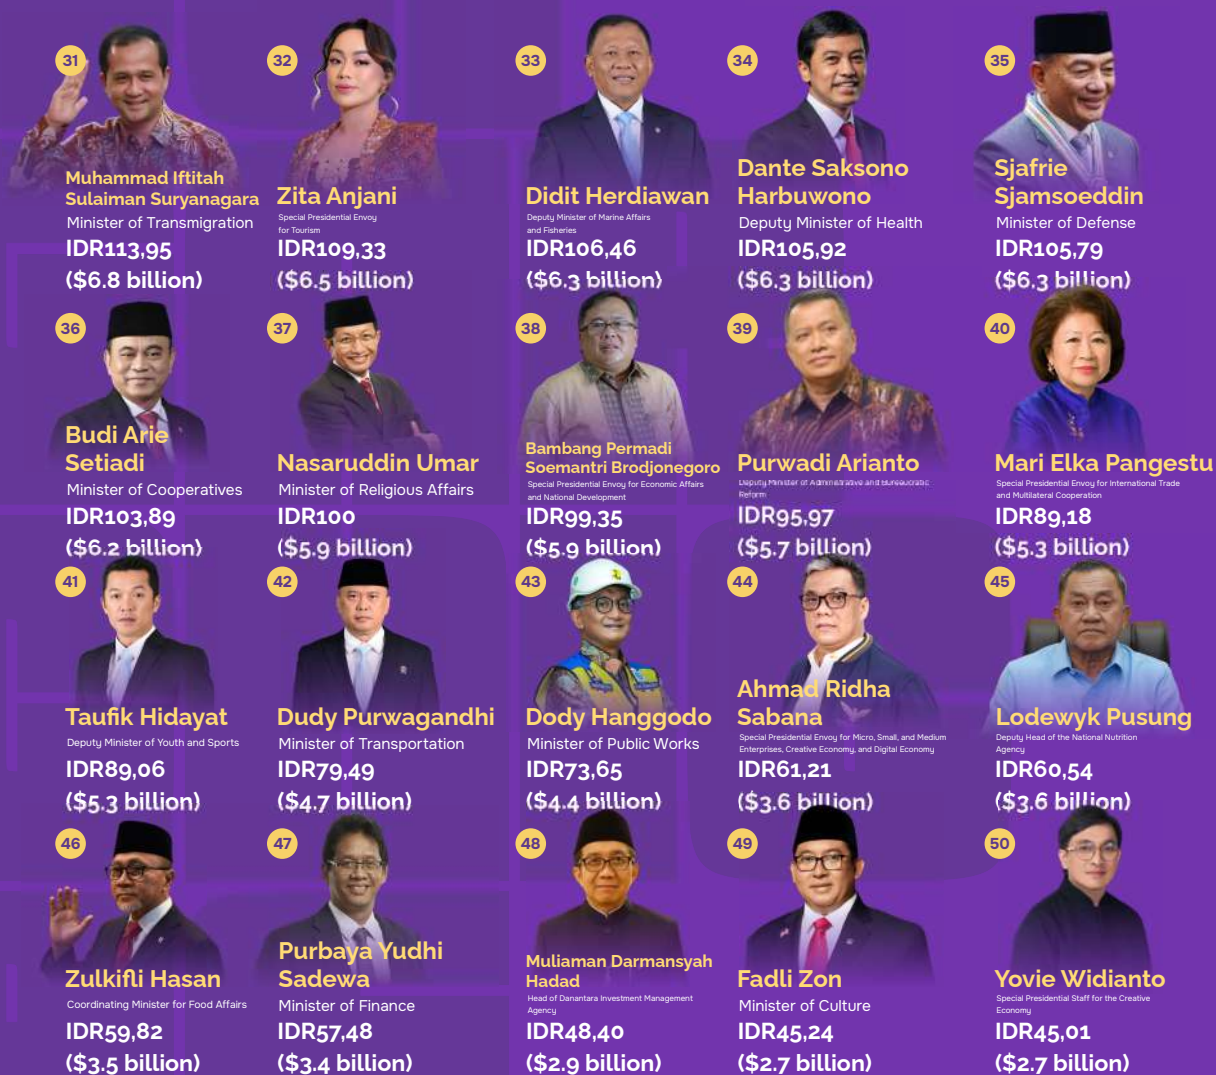 31
Muhammad Iftitah
Sulaiman Suryanagara
Minister of Transmigration
IDR113,95
($6.8 billion)
32
Zita Anjani
Special Presidential Envoy
for Tourism
IDR109,33
($6.5 billion)
33
Didit Herdiawan
Deputy Minister of Marine Affairs
and Fisheries
IDR106,46
($6.3 billion)
34
Dante Saksono
Harbuwono
Deputy Minister of Health
IDR105,92
($6.3 billion)
35
Sjafrie
Sjamsoeddin
Minister of Defense
IDR105,79
($6.3 billion)
36
Budi Arie
Setiadi
Minister of Cooperatives
IDR103,89
($6.2 billion)
37
Nasaruddin Umar
Minister of Religious Affairs
IDR100
($5.9 billion)
38
Bambang Permadi
Soemantri Brodjonegoro
Special Presidential Envoy for Economic Affairs
and National Development
IDR99,35
($5.9 billion)
39
Purwadi Arianto
Deputy Minister of Administrative and Bureaucratic
Reform
IDR95,97
($5.7 billion)
40
Mari Elka Pangestu
Special Presidential Envoy for International Trade
and Multilateral Cooperation
IDR89,18
($5.3 billion)
41
Taufik Hidayat
Deputy Minister of Youth and Sports
IDR89,06
($5.3 billion)
42
Dudy Purwagandhi
Minister of Transportation
IDR79,49
($4.7 billion)
43
Dody Hanggodo
Minister of Public Works
IDR73,65
($4.4 billion)
44
Ahmad Ridha
Sabana
Special Presidential Envoy for Micro, Small, and Medium
Enterprises, Creative Economy, and Digital Economy
IDR61,21
($3.6 billion)
45
Lodewyk Pusung
Deputy Head of the National Nutrition
Agency
IDR60,54
($3.6 billion)
46
Zulkifli Hasan
Coordinating Minister for Food Affairs
IDR59,82
($3.5 billion)
47
Purbaya Yudhi
Sadewa
Minister of Finance
IDR57,48
($3.4 billion)
48
Muliaman Darmansyah
Hadad
Head of Danantara Investment Management
Agency
IDR48,40
($2.9 billion)
49
Fadli Zon
Minister of Culture
IDR45,24
($2.7 billion)
50
Yovie Widianto
Special Presidential Staff for the Creative
Economy
IDR45,01
($2.7 billion)